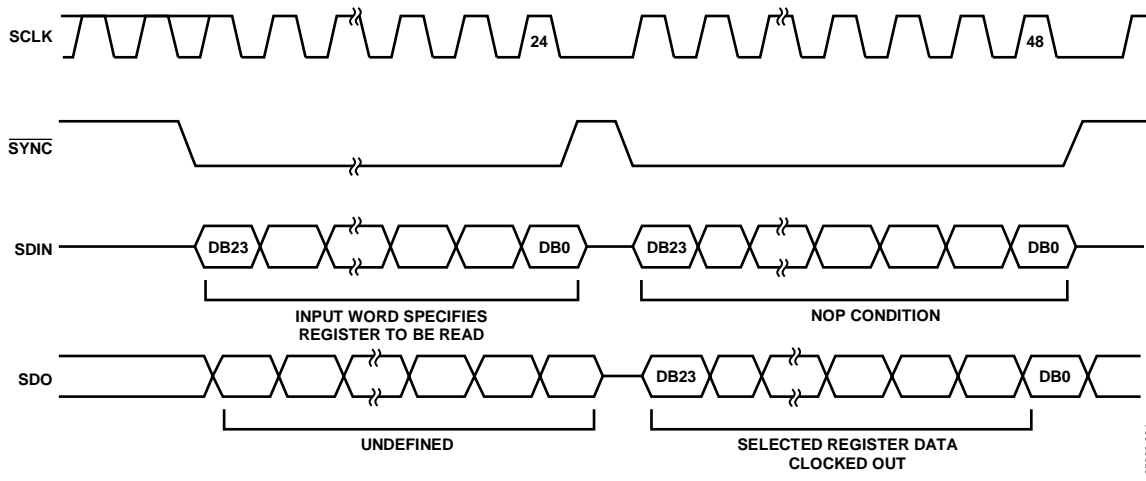 SCLK
24
48
SYNC
SDIN
DB23
DB0
DB23
DB0
INPUT WORD SPECIFIES
REGISTER TO BE READ
NOP CONDITION
SDO
DB23
DB0
UNDEFINED
SELECTED REGISTER DATA
CLOCKED OUT